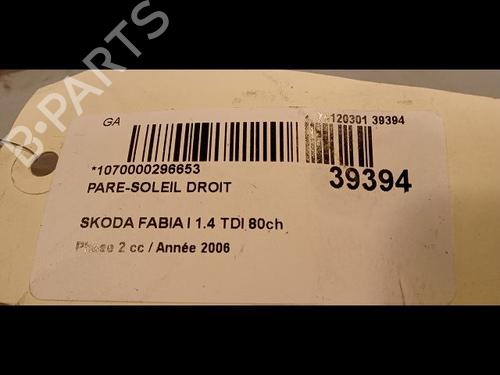 GA
120301 39394
*1070000296653
39394
PARE-SOLEIL DROIT
SKODA FABIA I 1.4 TDI 80ch
Phase 2 cc / Année 2006
B-PARTS